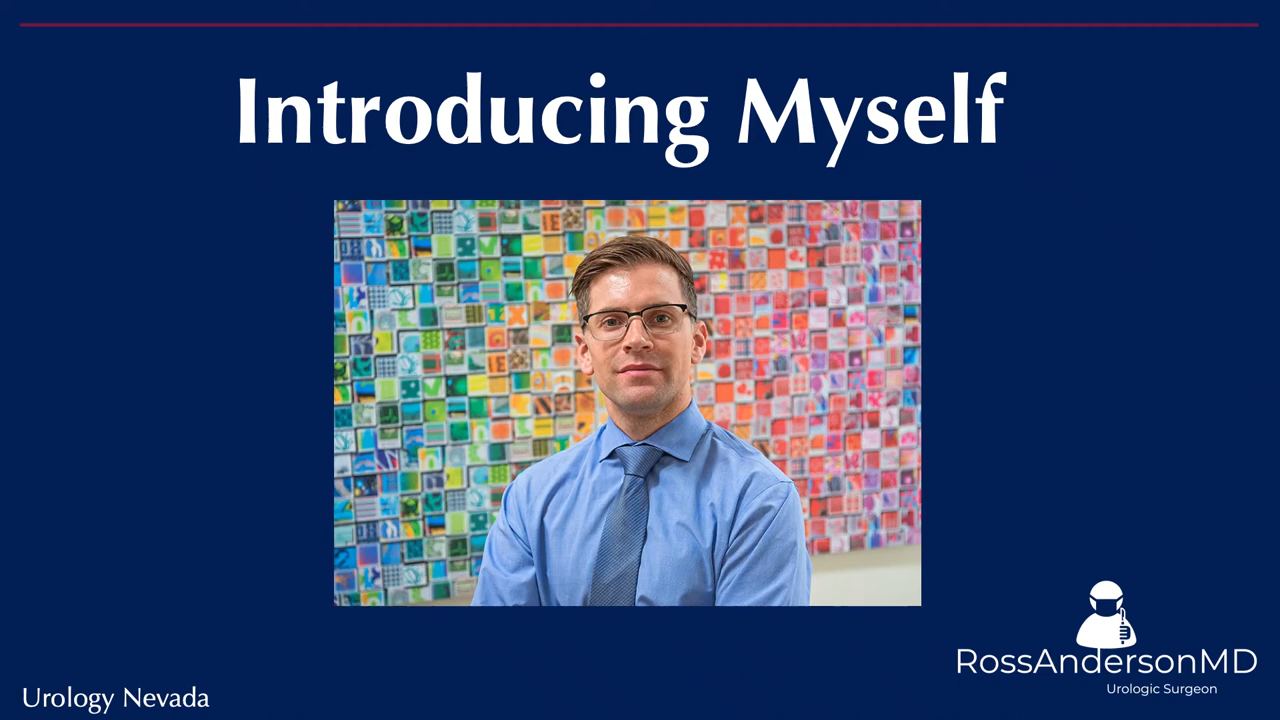 Introducing Myself
RossAndersonMD
Urologic Surgeon
Urology Nevada